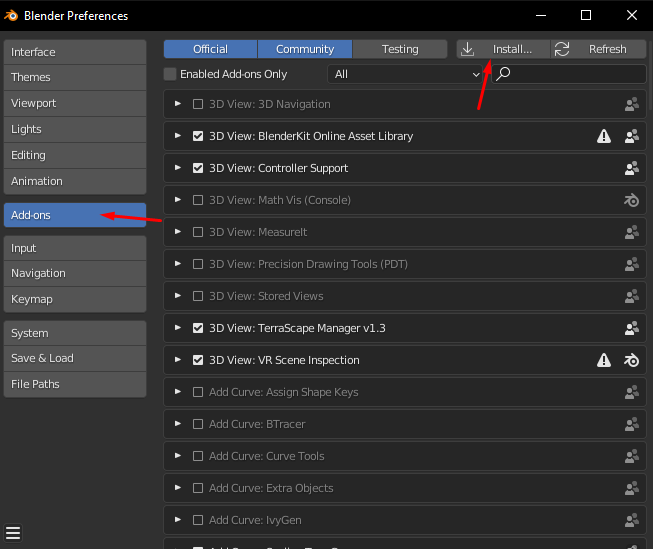 Blender Preferences
Interface
Themes
Viewport
Lights
Editing
Animation
Add-ons
Input
Navigation
Keymap
System
Save & Load
File Paths
Official Community Testing Install... Refresh
Enabled Add-ons Only All
3D View: 3D Navigation
3D View: BlenderKit Online Asset Library
3D View: Controller Support
3D View: Math Vis (Console)
3D View: MeasureIt
3D View: Precision Drawing Tools (PDT)
3D View: Stored Views
3D View: TerraScape Manager v1.3
3D View: VR Scene Inspection
Add Curve: Assign Shape Keys
Add Curve: BTracer
Add Curve: Curve Tools
Add Curve: Extra Objects
Add Curve: IvyGen